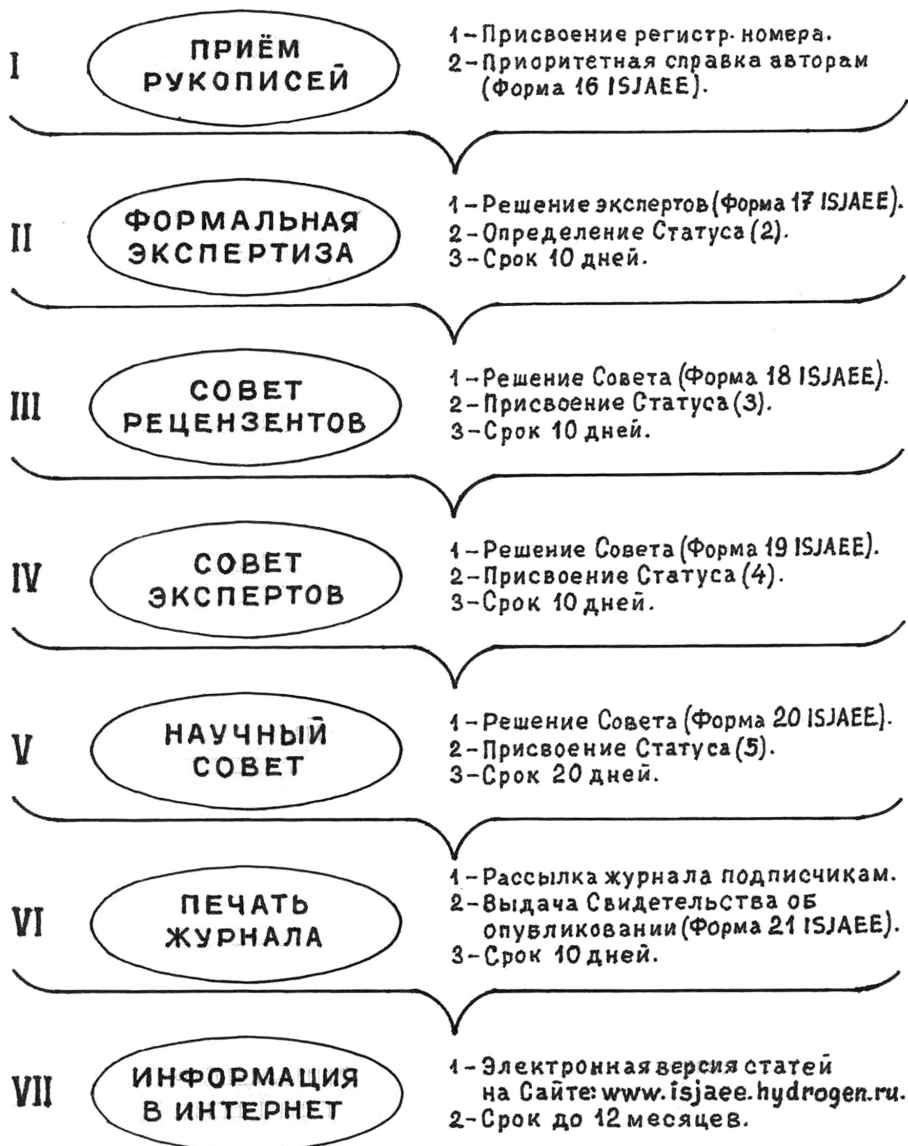 I
ПРИЁМ
РУКОПИСЕЙ
1-Присвоение регистр. номера.
2-Приоритетная справка авторам
(Форма 16 ISJAEE).
II
ФОРМАЛЬНАЯ
ЭКСПЕРТИЗА
1-Решение экспертов (Форма 17 ISJAEE).
2-Определение Статуса (2).
3-Срок 10 дней.
III
СОВЕТ
РЕЦЕНЗЕНТОВ
1-Решение Совета (Форма 18 ISJAEE).
2-Присвоение Статуса (3).
3-Срок 10 дней.
IV
СОВЕТ
ЭКСПЕРТОВ
1-Решение Совета (Форма 19 ISJAEE).
2-Присвоение Статуса (4).
3-Срок 10 дней.
V
НАУЧНЫЙ
СОВЕТ
1-Решение Совета (Форма 20 ISJAEE).
2-Присвоение Статуса (5).
3-Срок 20 дней.
VI
ПЕЧАТЬ
ЖУРНАЛА
1-Рассылка журнала подписчикам.
2-Выдача Свидетельства об
опубликовании (Форма 21 ISJAEE).
3-Срок 10 дней.
VII
ИНФОРМАЦИЯ
В ИНТЕРНЕТ
1-Электронная версия статей
на Сайте: www.isjaee.hydrogen.ru.
2-Срок до 12 месяцев.